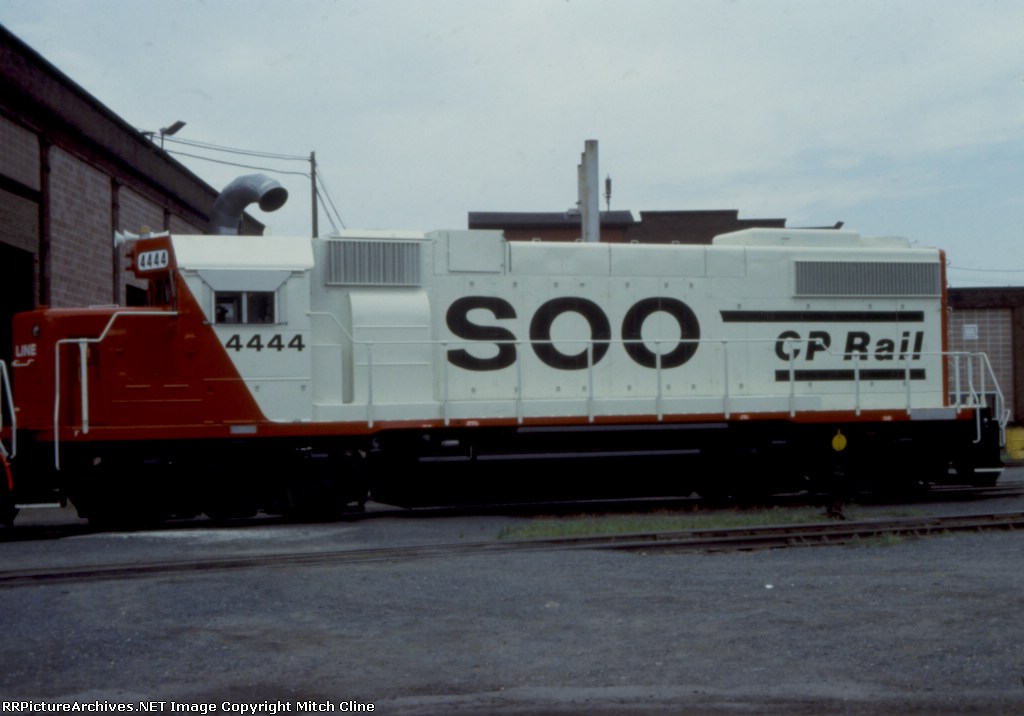 4444
LINE
4444
SOO
CP Rail
RRPictureArchives.NET Image Copyright Mitch Cline